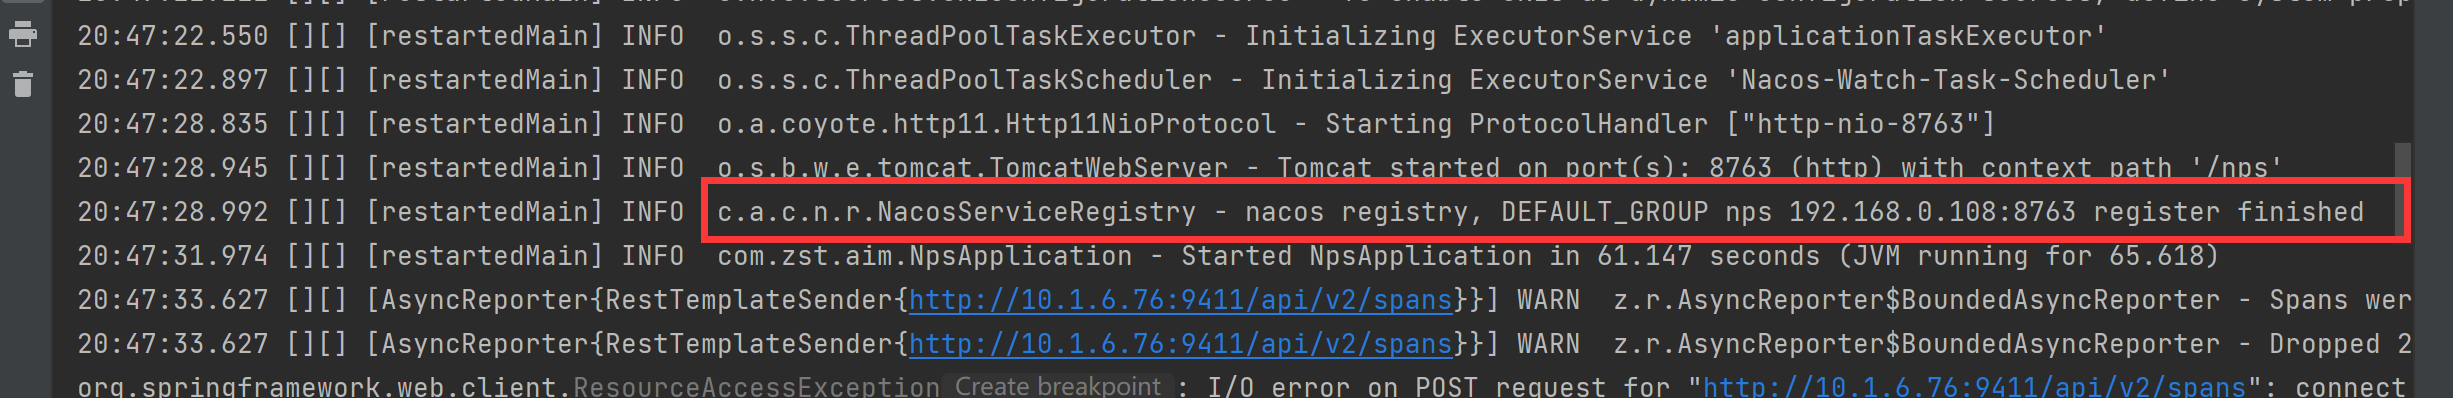 20:47:22.550 [][] [restartedMain] INFO  o.s.s.c.ThreadPoolTaskExecutor - Initializing ExecutorService 'applicationTaskExecutor'
20:47:22.897 [][] [restartedMain] INFO  o.s.s.c.ThreadPoolTaskScheduler - Initializing ExecutorService 'Nacos-Watch-Task-Scheduler'
20:47:28.835 [][] [restartedMain] INFO  o.a.coyote.http11.Http11NioProtocol - Starting ProtocolHandler ["http-nio-8763"]
20:47:28.945 [][] [restartedMain] INFO  o.s.b.w.e.tomcat.TomcatWebServer - Tomcat started on port(s): 8763 (http) with context path '/nps'
20:47:28.992 [][] [restartedMain] INFO  c.a.c.n.r.NacosServiceRegistry - nacos registry, DEFAULT_GROUP nps 192.168.0.108:8763 register finished
20:47:31.974 [][] [restartedMain] INFO  com.zst.aim.NpsApplication - Started NpsApplication in 61.147 seconds (JVM running for 65.618)
20:47:33.627 [][] [AsyncReporter{RestTemplateSender{http://10.1.6.76:9411/api/v2/spans}}] WARN  z.r.AsyncReporter$BoundedAsyncReporter - Spans wer
20:47:33.627 [][] [AsyncReporter{RestTemplateSender{http://10.1.6.76:9411/api/v2/spans}}] WARN  z.r.AsyncReporter$BoundedAsyncReporter - Dropped 2
org.springframework.web.client.ResourceAccessException Create breakpoint : I/O error on POST request for "http://10.1.6.76:9411/api/v2/spans": connect